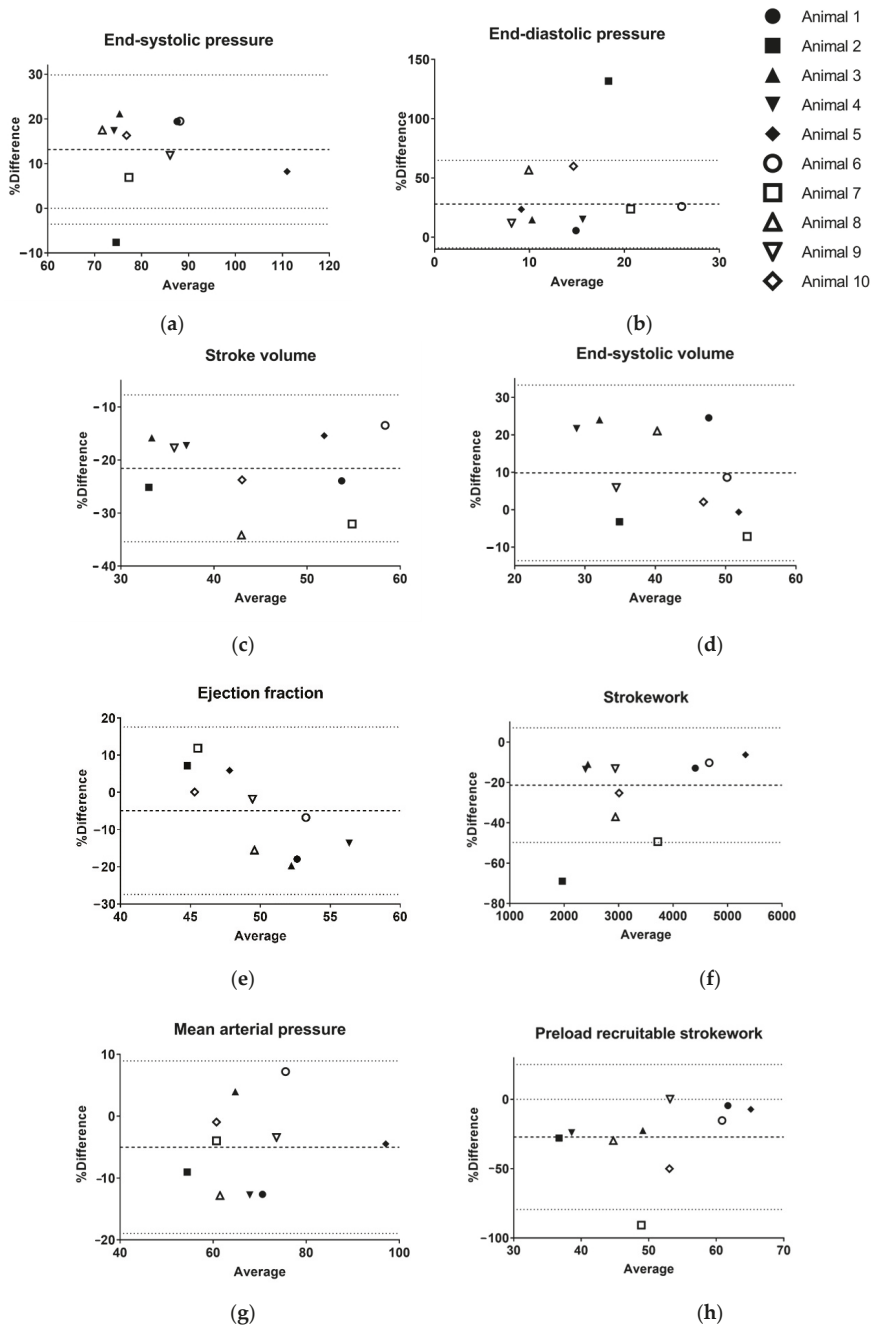 End-systolic pressure
%Difference
30
20
10
0
−10
60 70 80 90 100 110 120
Average
(a)
End-diastolic pressure
%Difference
150
100
50
0
0 10 20 30
Average
(b)
Animal 1
Animal 2
Animal 3
Animal 4
Animal 5
Animal 6
Animal 7
Animal 8
Animal 9
Animal 10
Stroke volume
%Difference
−10
−20
−30
−40
30 40 50 60
Average
(c)
End-systolic volume
%Difference
30
20
10
0
−10
20 30 40 50 60
Average
(d)
Ejection fraction
%Difference
20
10
0
−10
−20
−30
40 45 50 55 60
Average
(e)
Strokework
%Difference
0
−20
−40
−60
−80
1000 2000 3000 4000 5000 6000
Average
(f)
Mean arterial pressure
%Difference
10
0
−10
−20
40 60 80 100
Average
(g)
Preload recruitable strokework
%Difference
0
−50
−100
30 40 50 60 70
Average
(h)